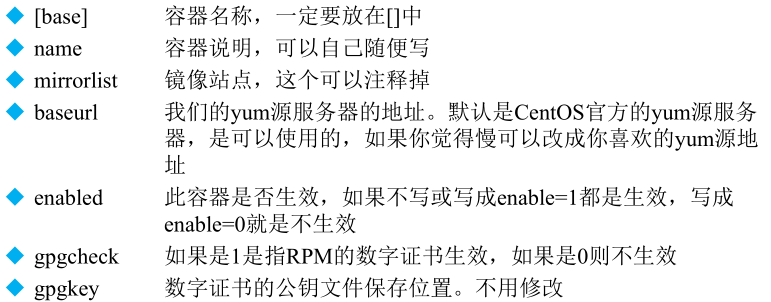 [base] 容器名称，一定要放在[]中
name 容器说明，可以自己随便写
mirrorlist 镜像站点，这个可以注释掉
baseurl 我们的yum源服务器的地址。默认是CentOS官方的yum源服务
器，是可以使用的，如果你觉得慢可以改成你喜欢的yum源地
址
enabled 此容器是否生效，如果不写或写成enable=1都是生效，写成
enable=0就是不生效
gpgcheck 如果是1是指RPM的数字证书生效，如果是0则不生效
gpgkey 数字证书的公钥文件保存位置。不用修改